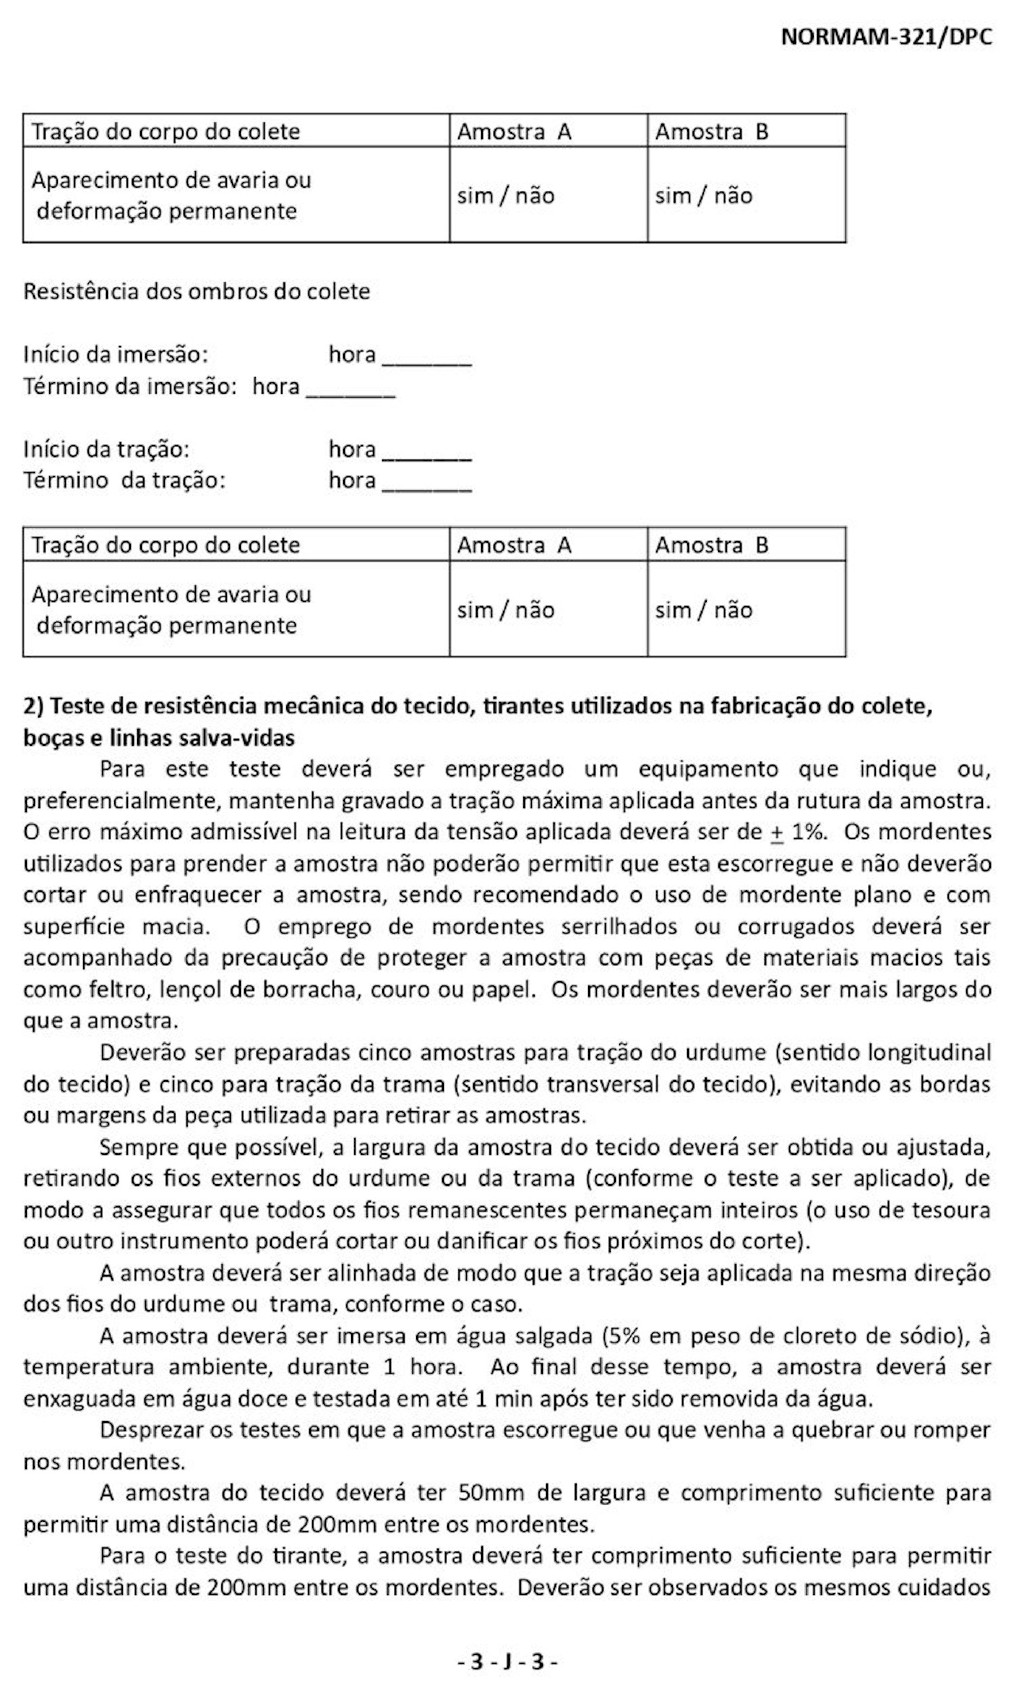 NORMAM-321/DPC
Tração do corpo do colete Amostra A Amostra B
Aparecimento de avaria ou
deformação permanente sim / não sim / não
Resistência dos ombros do colete
Início da imersão: hora _______
Término da imersão: hora _______
Início da tração: hora _______
Término da tração: hora _______
Tração do corpo do colete Amostra A Amostra B
Aparecimento de avaria ou
deformação permanente sim / não sim / não
2) Teste de resistência mecânica do tecido, tirantes utilizados na fabricação do colete,
boças e linhas salva-vidas
Para este teste deverá ser empregado um equipamento que indique ou,
preferencialmente, mantenha gravado a tração máxima aplicada antes da rutura da amostra.
O erro máximo admissível na leitura da tensão aplicada deverá ser de ± 1%. Os mordentes
utilizados para prender a amostra não poderão permitir que esta escorregue e não deverão
cortar ou enfraquecer a amostra, sendo recomendado o uso de mordente plano e com
superfície macia. O emprego de mordentes serrilhados ou corrugados deverá ser
acompanhado da precaução de proteger a amostra com peças de materiais macios tais
como feltro, lençol de borracha, couro ou papel. Os mordentes deverão ser mais largos do
que a amostra.
Deverão ser preparadas cinco amostras para tração do urdume (sentido longitudinal
do tecido) e cinco para tração da trama (sentido transversal do tecido), evitando as bordas
ou margens da peça utilizada para retirar as amostras.
Sempre que possível, a largura da amostra do tecido deverá ser obtida ou ajustada,
retirando os fios externos do urdume ou da trama (conforme o teste a ser aplicado), de
modo a assegurar que todos os fios remanescentes permaneçam inteiros (o uso de tesoura
ou outro instrumento poderá cortar ou danificar os fios próximos do corte).
A amostra deverá ser alinhada de modo que a tração seja aplicada na mesma direção
dos fios do urdume ou trama, conforme o caso.
A amostra deverá ser imersa em água salgada (5% em peso de cloreto de sódio), à
temperatura ambiente, durante 1 hora. Ao final desse tempo, a amostra deverá ser
enxaguada em água doce e testada em até 1 min após ter sido removida da água.
Desprezar os testes em que a amostra escorregue ou que venha a quebrar ou romper
nos mordentes.
A amostra do tecido deverá ter 50mm de largura e comprimento suficiente para
permitir uma distância de 200mm entre os mordentes.
Para o teste do tirante, a amostra deverá ter comprimento suficiente para permitir
uma distância de 200mm entre os mordentes. Deverão ser observados os mesmos cuidados
- 3 - J - 3 -